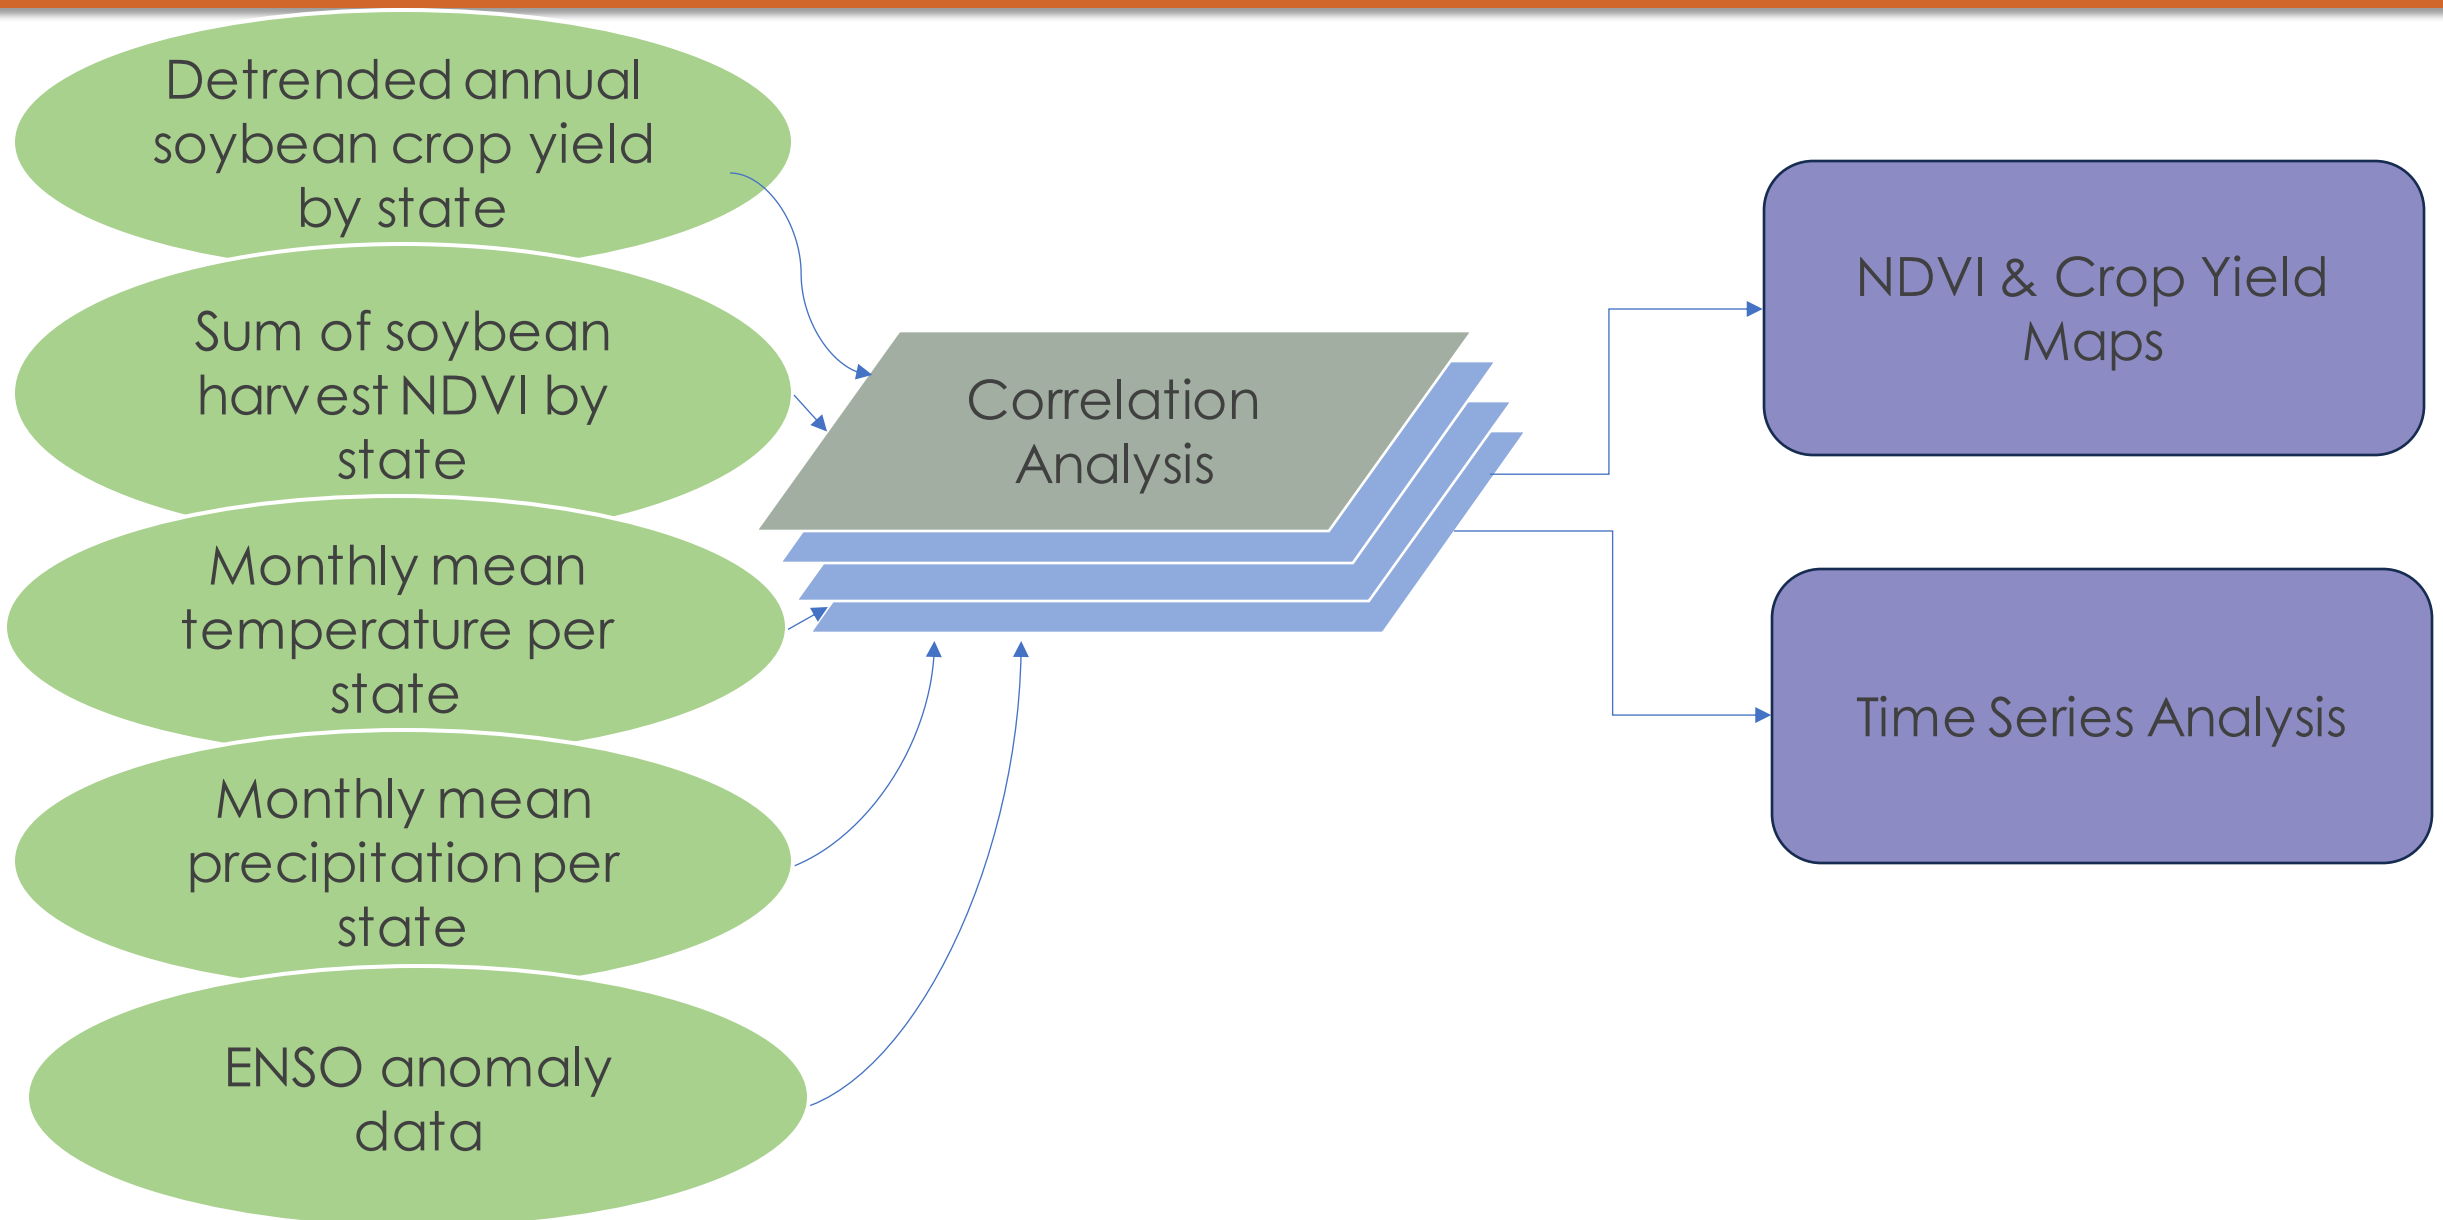 Detrended annual
soybean crop yield
by state
Sum of soybean
harvest NDVI by
state
Monthly mean
temperature per
state
Monthly mean
precipitation per
state
ENSO anomaly
data
Correlation
Analysis
NDVI & Crop Yield
Maps
Time Series Analysis